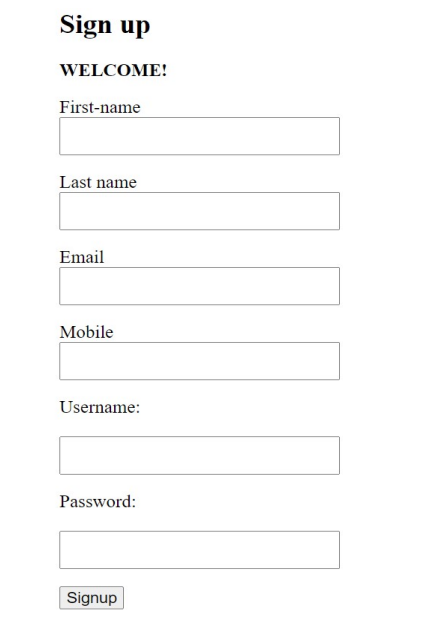 Sign up
WELCOME!
First-name
Last name
Email
Mobile
Username:
Password:
Signup